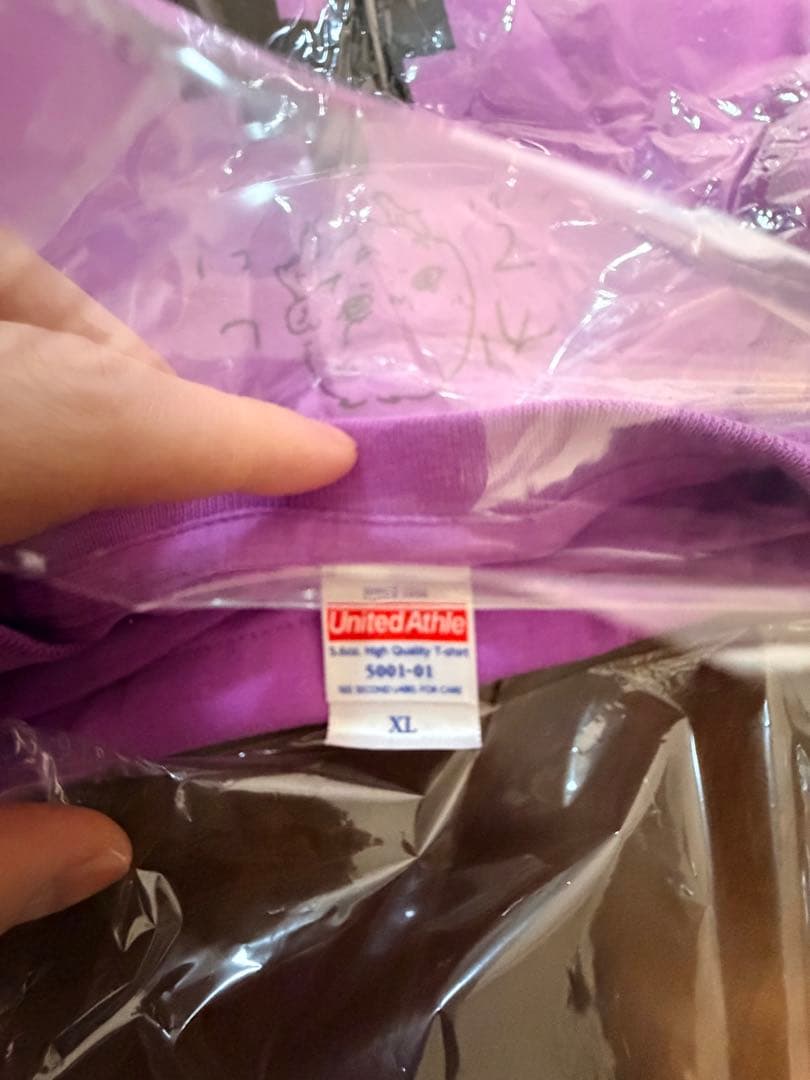 United Athle
5.6oz. High Quality T-shirt
5001-01
SEE SECOND LABEL FOR CARE
XL